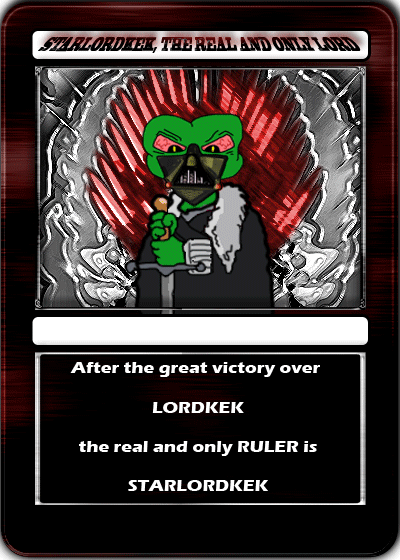 STARLORDKEK, THE REAL AND ONLY LORD
After the great victory over
LORDKEK
the real and only RULER is
STARLORDKEK